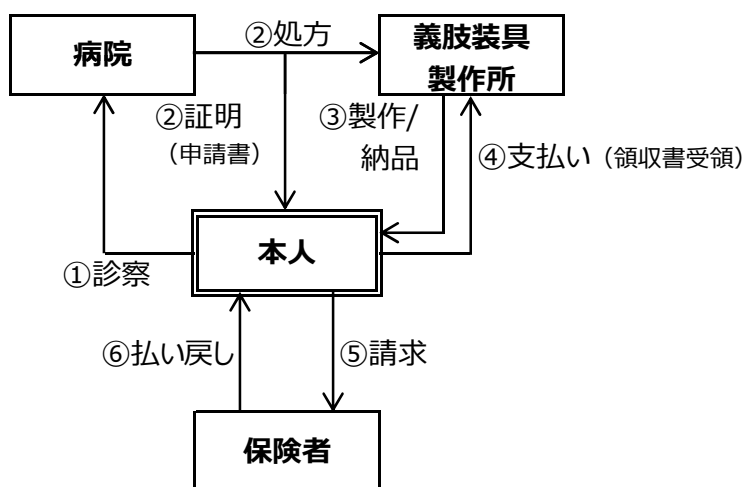 病院
②処方
義肢装具
製作所
②証明
（申請書）
③製作/
納品
④支払い（領収書受領）
本人
①診察
⑥払い戻し
⑤請求
保険者